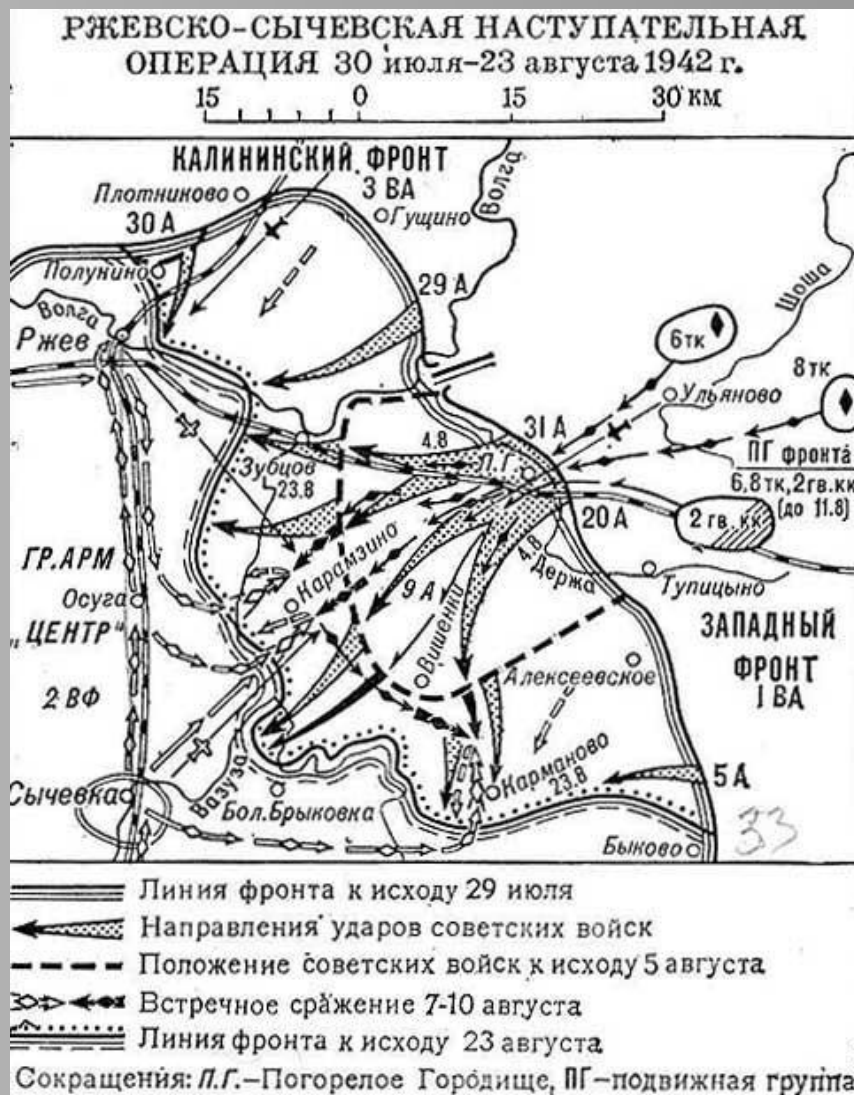 РЖЕВСКО-СЫЧЕВСКАЯ НАСТУПАТЕЛЬНАЯ
ОПЕРАЦИЯ 30 июля-23 августа 1942 г.
15 0 15 30 км
КАЛИНИНСКИЙ ФРОНТ
3 ВА
Плотниково
Гущино
Волга
30 А
Полунино
29 А
Шоша
Волга
Ржев
6тк
8тк
Ульяново
31 А
4.8
П.Г.
ПГ фронта
6,8тк,2гв.кк
(до 11.8)
Зубцов
23.8
20 А
2 гв. кк
4.8
Держа
Тупицыно
ГР.АРМ
"ЦЕНТР"
Осуга
Карамзино
9 А
Вишенки
ЗАПАДНЫЙ
ФРОНТ
1 ВА
Алексеевское
2 ВФ
Сычевка
Вазуза
Бол.Брыковка
Карманово
23.8
5 А
33
Быково
Линия фронта к исходу 29 июля
Направления ударов советских войск
Положение советских войск к исходу 5 августа
Встречное сражение 7-10 августа
Линия фронта к исходу 23 августа
Сокращения: П.Г.-Погорелое Городище, ПГ-подвижная группа